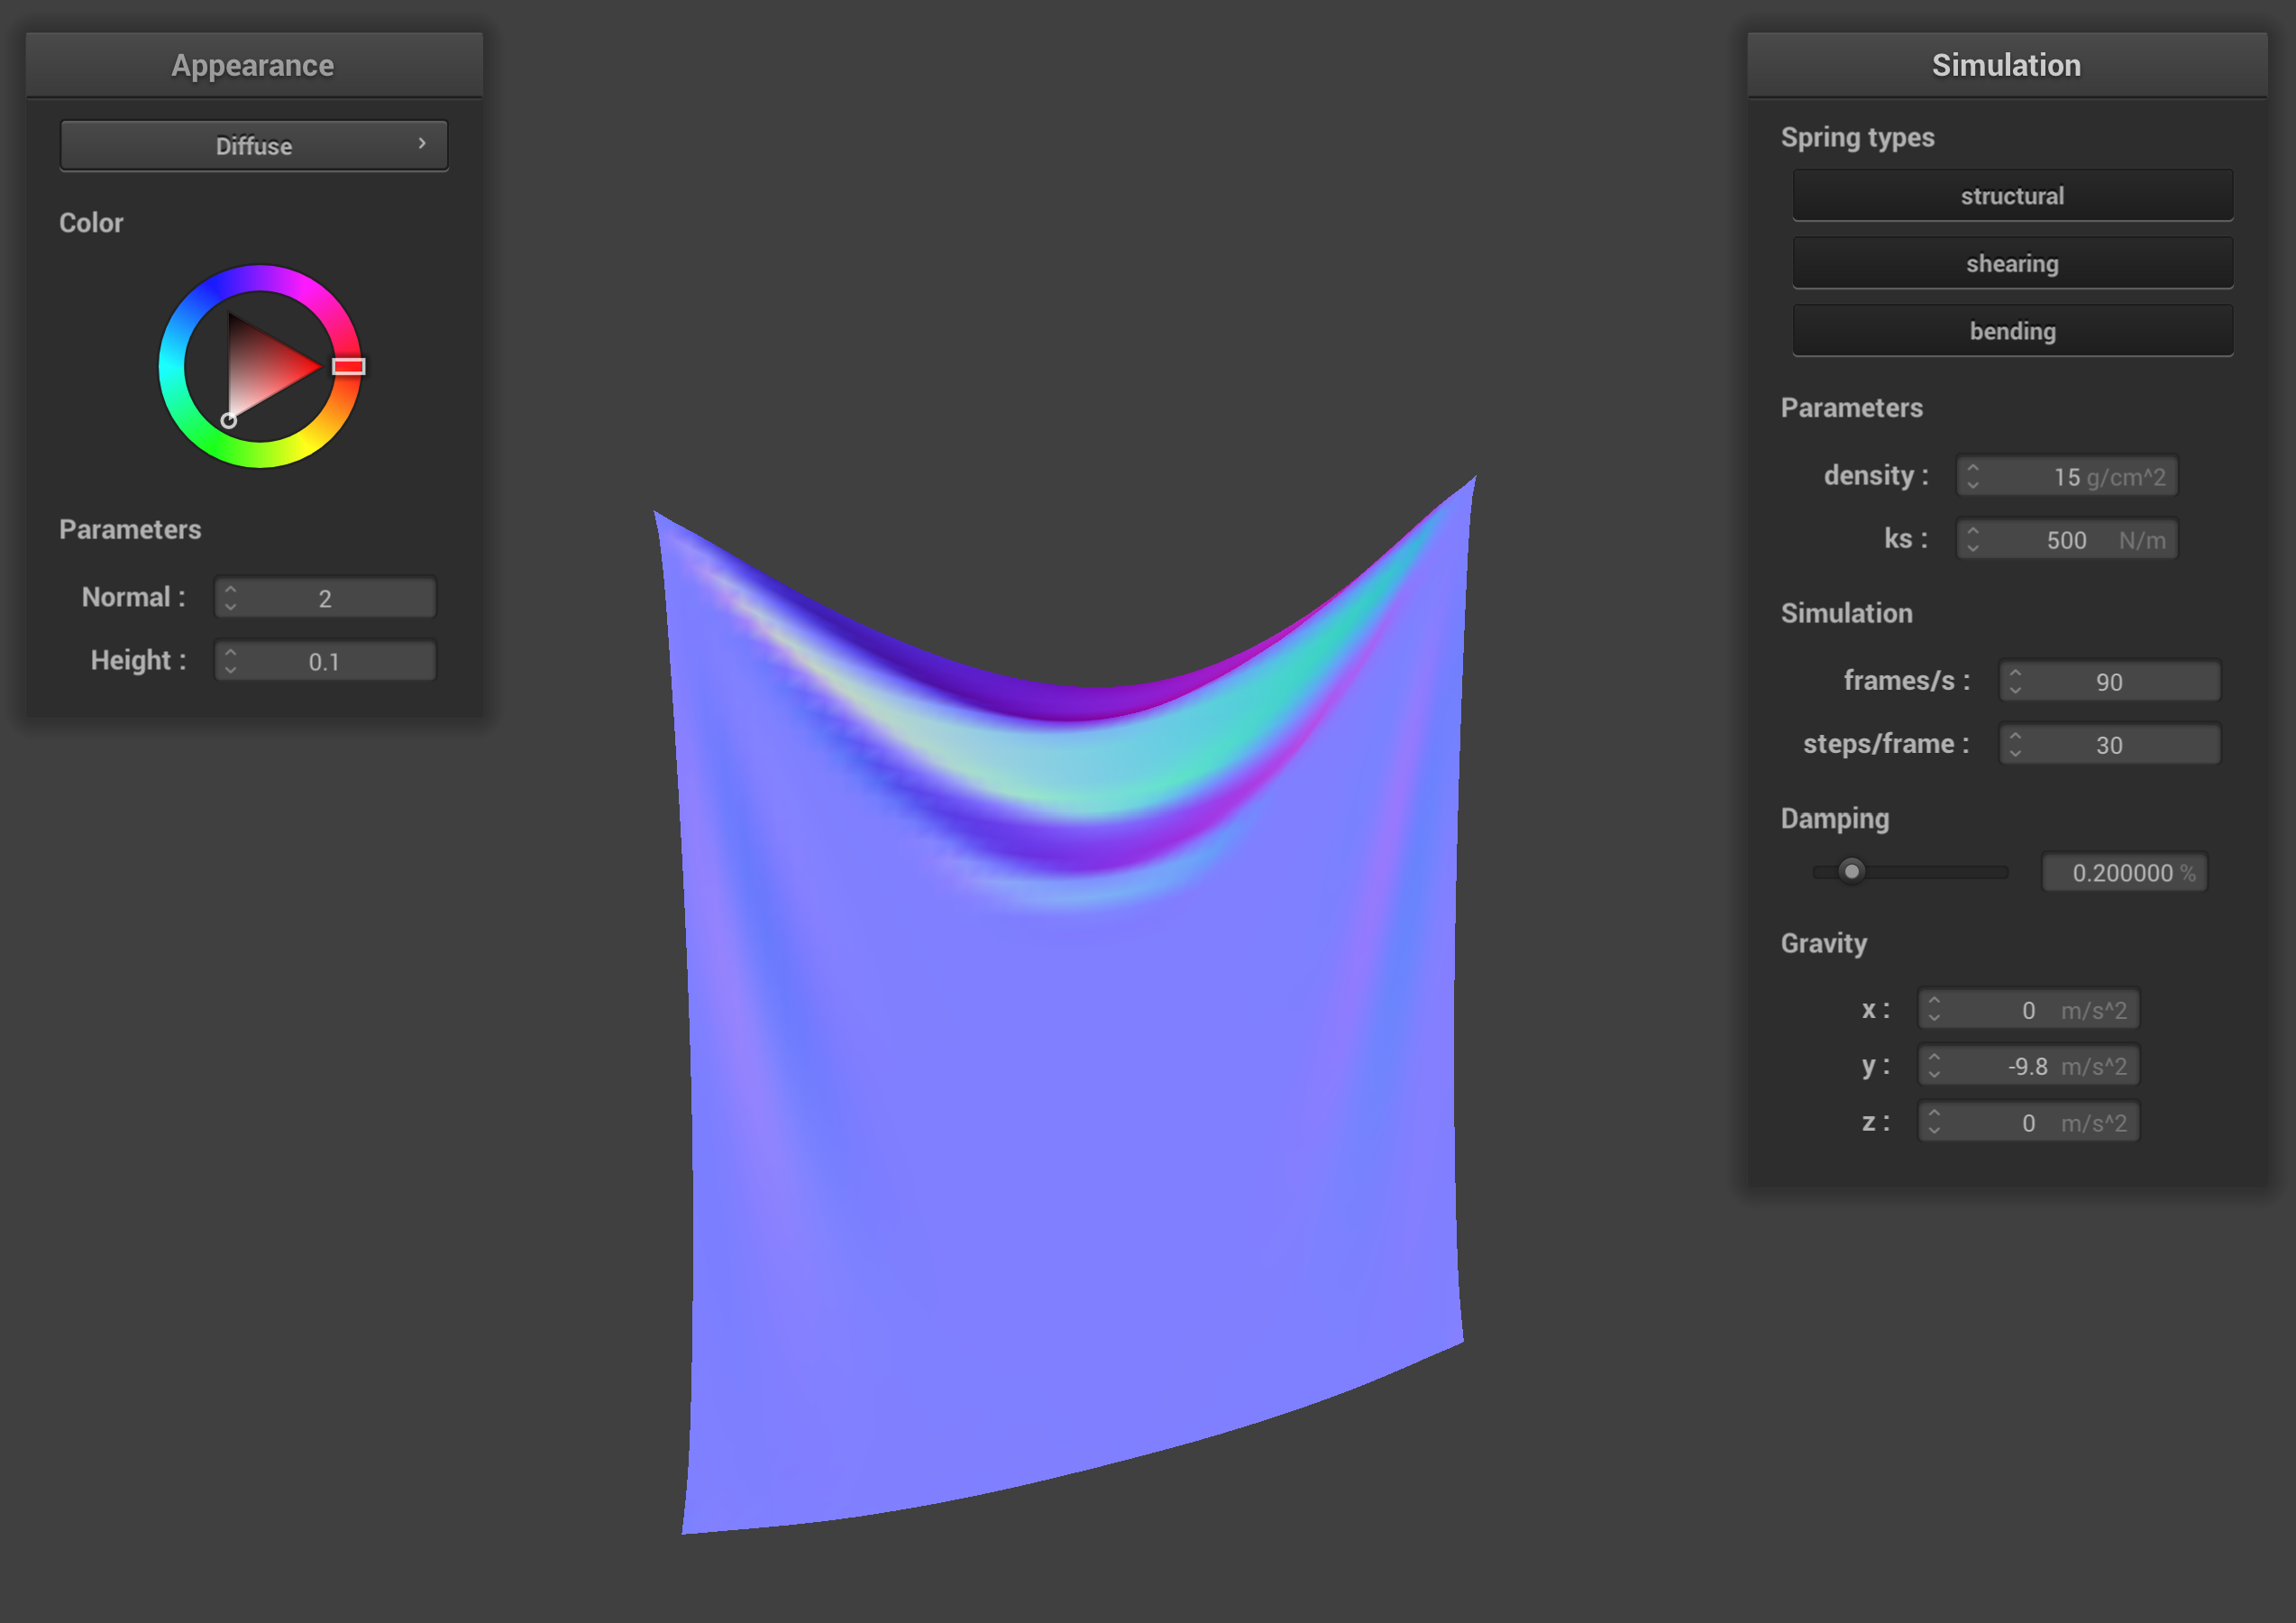 Appearance
Diffuse
Color
Parameters
Normal : 2
Height : 0.1
Simulation
Spring types
structural
shearing
bending
Parameters
density : 15 g/cm^2
ks : 500 N/m
Simulation
frames/s : 90
steps/frame : 30
Damping
0.200000 %
Gravity
x : 0 m/s^2
y : -9.8 m/s^2
z : 0 m/s^2